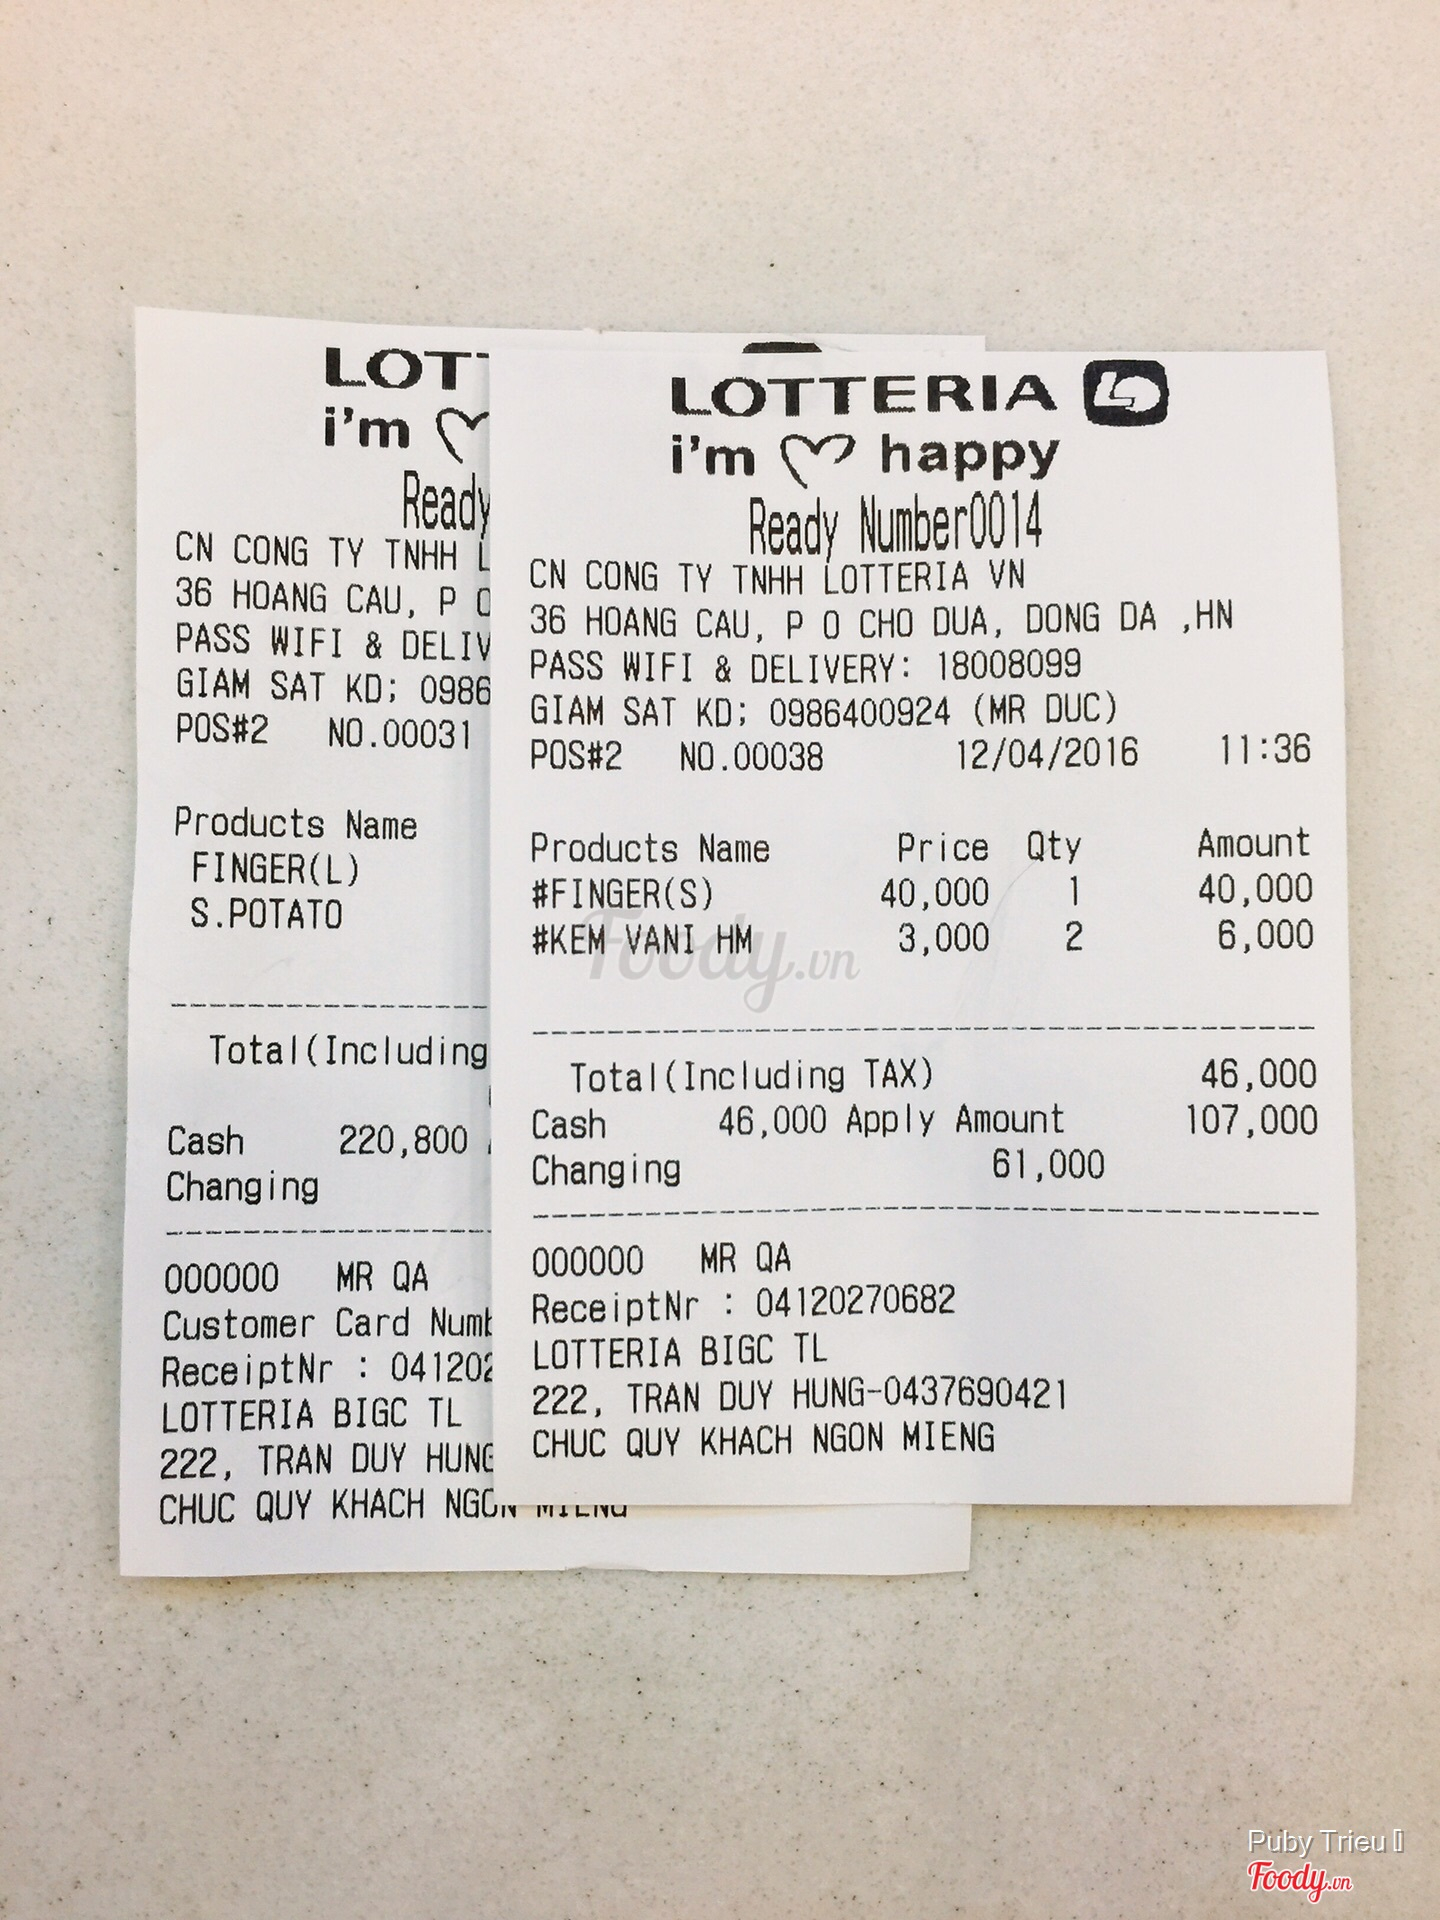 LOTT
i'm
Ready
CN CONG TY TNHH L
36 HOANG CAU, P O
PASS WIFI & DELIV
GIAM SAT KD; 0986
POS#2 NO.00031
Products Name
FINGER(L)
S.POTATO
Total(Including
Cash 220,800
Changing
000000 MR QA
Customer Card Numb
ReceiptNr : 041202
LOTTERIA BIGC TL
222, TRAN DUY HUNG
CHUC QUY KHACH NGON MIENG
LOTTERIA
i'm happy
Ready Number0014
CN CONG TY TNHH LOTTERIA VN
36 HOANG CAU, P O CHO DUA, DONG DA ,HN
PASS WIFI & DELIVERY: 18008099
GIAM SAT KD; 0986400924 (MR DUC)
POS#2 NO.00038 12/04/2016 11:36
Products Name Price Qty Amount
#FINGER(S) 40,000 1 40,000
#KEM VANI HM 3,000 2 6,000
Total(Including TAX) 46,000
Cash 46,000 Apply Amount 107,000
Changing 61,000
000000 MR QA
ReceiptNr : 04120270682
LOTTERIA BIGC TL
222, TRAN DUY HUNG-0437690421
CHUC QUY KHACH NGON MIENG
Foody.vn
Puby Trieu
Foody.vn